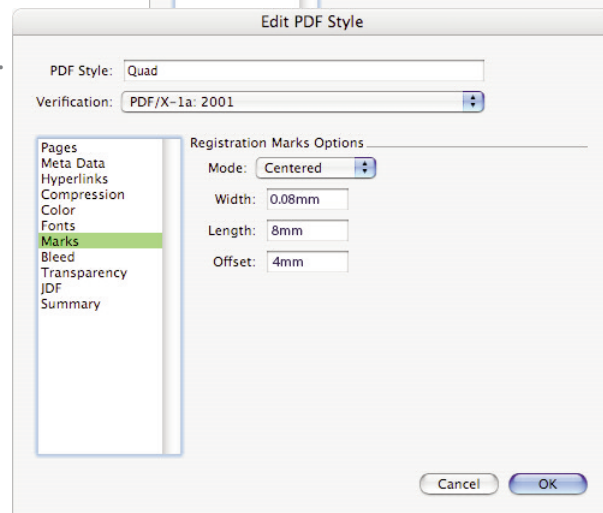 Edit PDF Style
PDF Style: Quad
Verification: PDF/X-1a: 2001
Pages
Meta Data
Hyperlinks
Compression
Color
Fonts
Marks
Bleed
Transparency
JDF
Summary
Registration Marks Options
Mode: Centered
Width: 0.08mm
Length: 8mm
Offset: 4mm
Cancel OK